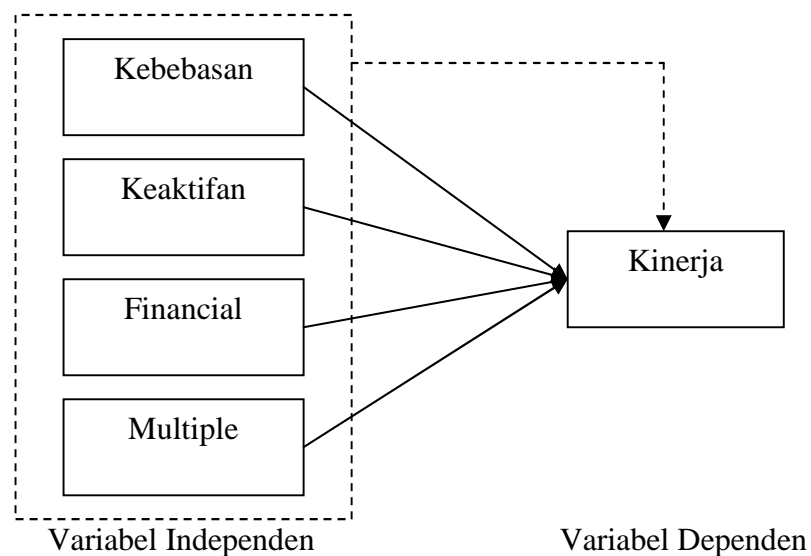 Kebebasan
Keaktifan
Financial
Multiple
Kinerja
Variabel Independen
Variabel Dependen